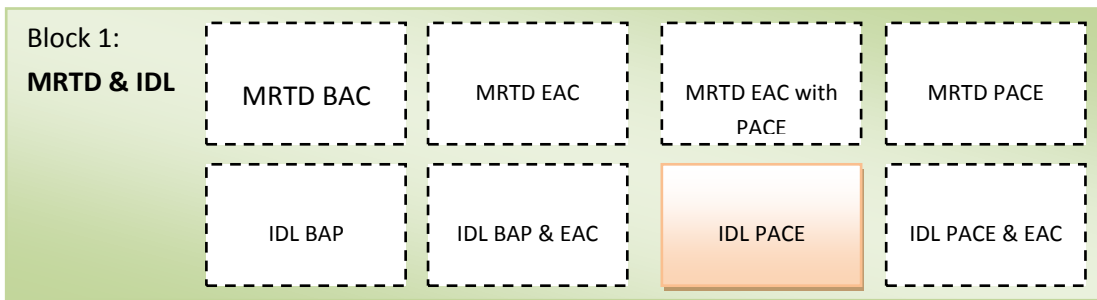 Block 1:
MRTD & IDL
MRTD BAC
MRTD EAC
MRTD EAC with
PACE
MRTD PACE
IDL BAP
IDL BAP & EAC
IDL PACE
IDL PACE & EAC